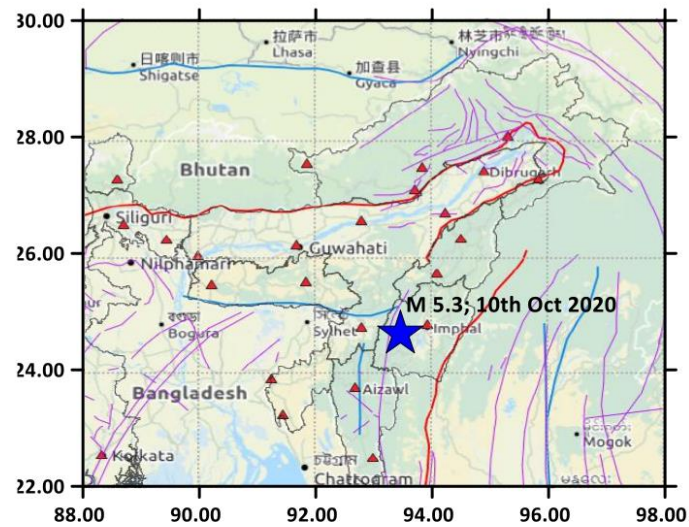 30.00
拉萨市
Lhasa
林芝市
Nyingchi
日喀则市
Shigatse
加查县
Gyaca
28.00
Bhutan
Dibrugarh
Siliguri
Guwahati
26.00
Nilphamari
M 5.3; 10th Oct 2020
Sylhet
Imphal
Bogura
24.00
Aizawl
Bangladesh
Mogok
Kolkata
Chattogram
22.00
88.00 90.00 92.00 94.00 96.00 98.00